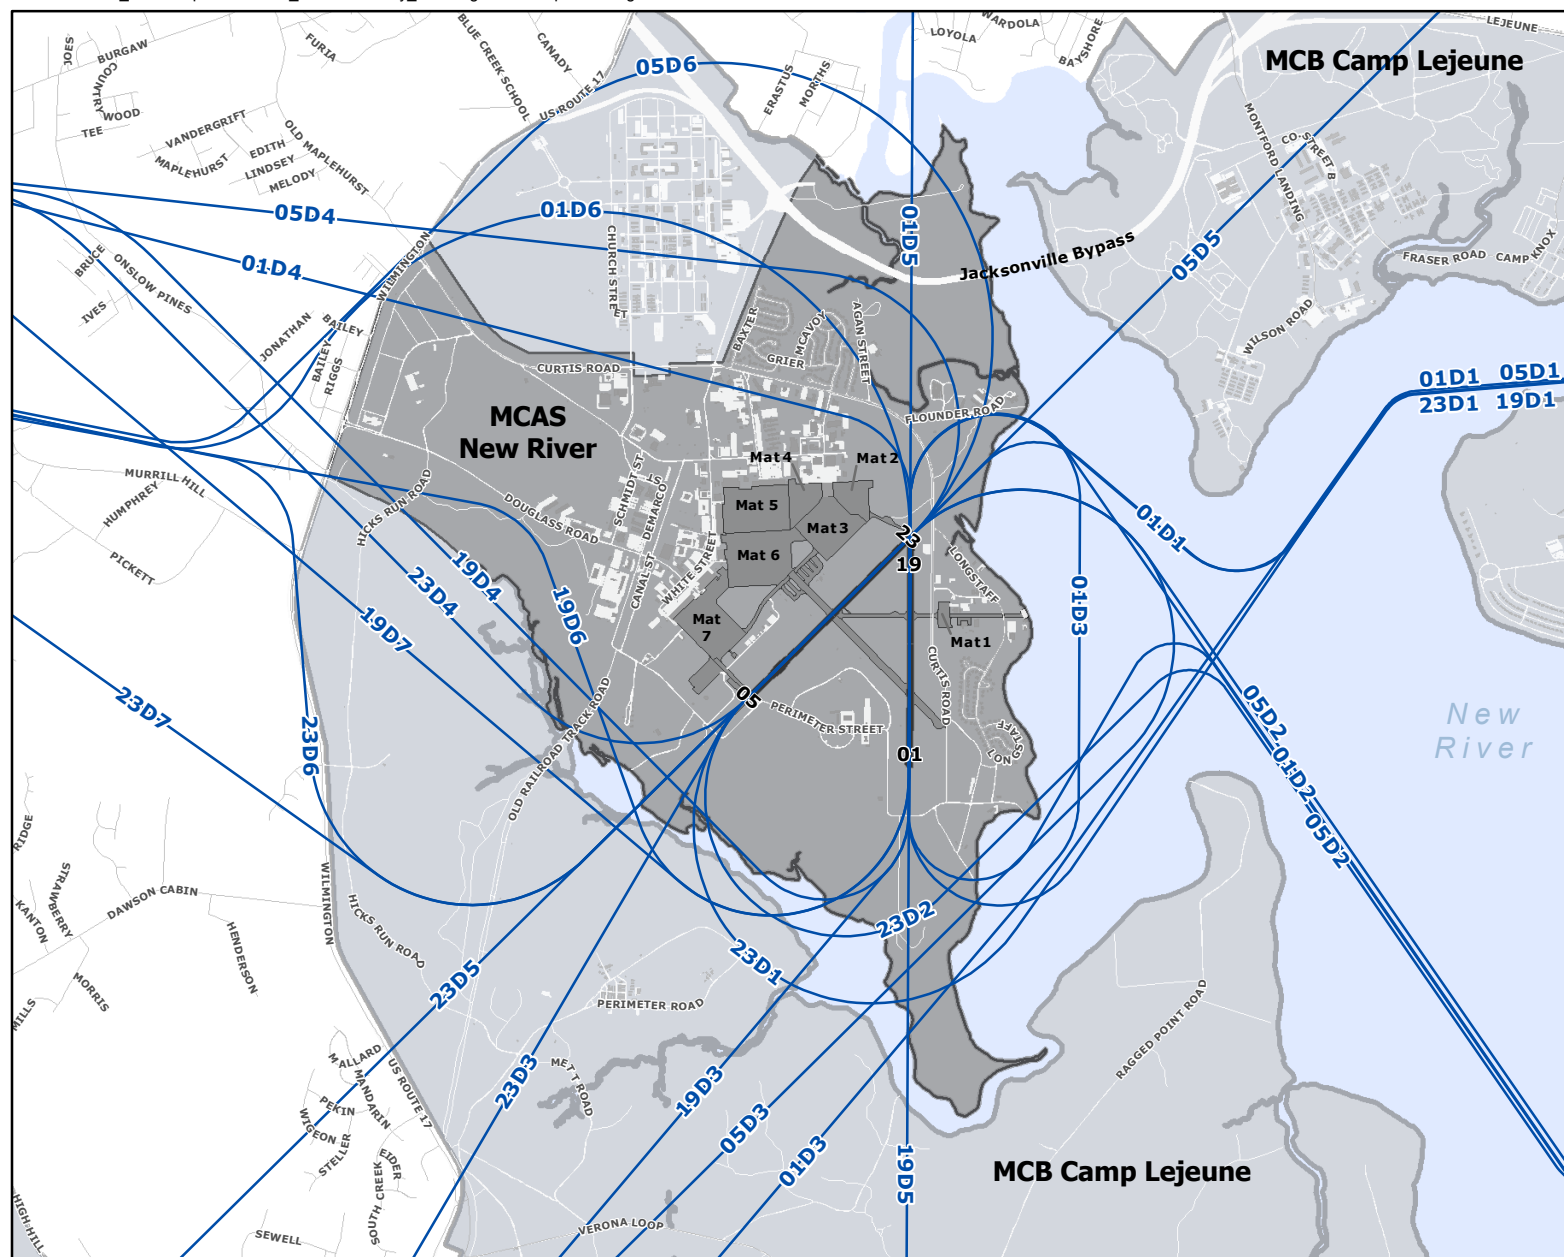 LOYOLA
WARDOLA
BAYSHORE
LEJEUNE
MCB Camp Lejeune
BURGAW
FURIA
BLUE CREEK SCHOOL
CANADY
JOES
COUNTRY
WOOD
TEE
VANDERGRIFT
MAPLEHURST
EDITH
LINDSEY
MELODY
OLD MAPLEHURST
US ROUTE 17
05D6
ERASTUS
MORTHS
MONTFORD LANDING
CO. STREET B
05D4
01D6
01D5
01D4
CHURCH STREET
WILMINGTON
Jacksonville Bypass
05D5
FRASER ROAD
CAMP KNOX
BRUCE
ONSLOW PINES
IVES
JONATHAN
BAILEY
BAILEY
RIGGS
BAXTER
MCAVOY
GRIER
AGAN STREET
WILSON ROAD
CURTIS ROAD
01D1 05D1
23D1 19D1
MCAS
New River
FLOUNDER ROAD
MURRILL HILL
HUMPHREY
PICKETT
HICKS RUN ROAD
DOUGLASS ROAD
SCHMIDT ST
DEMARCO ST
CANAL ST
WHITE STREET
Mat 4
Mat 2
Mat 5
Mat 3
Mat 6
Mat 7
23
19
LONGSTAFF
01D1
01D3
Mat1
19D4
23D4
19D6
19D7
CURTIS ROAD
05
PERIMETER STREET
LONGSTAFF
01
23D7
23D6
OLD RAILROAD TRACK ROAD
05D2
01D2
05D2
New
River
RIDGE
STRAWBERRY
KANTON
DAWSON CABIN
HENDERSON
MORRIS
MILLS
WILMINGTON
HICKS RUN ROAD
23D2
23D1
23D5
PERIMETER ROAD
RAGGED POINT ROAD
MALLARD
MANDARIN
PEKIN
WIGEON
STELLER
EIDER
SOUTH CREEK
US ROUTE 17
23D3
METT ROAD
19D3
05D3
01D3
19D5
MCB Camp Lejeune
HIGH HILL
SEWELL
VERONA LOOP